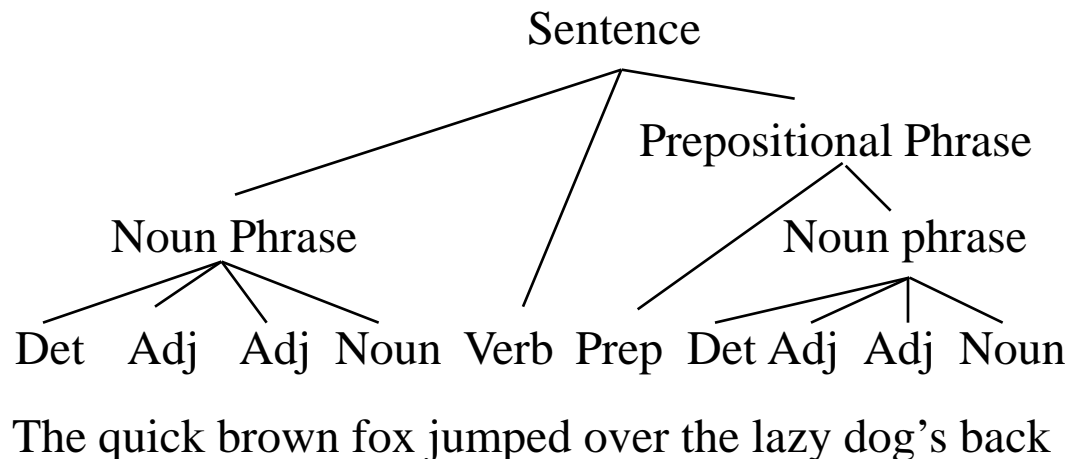 Sentence
Prepositional Phrase
Noun Phrase Noun phrase
Det Adj Adj Noun Verb Prep Det Adj Adj Noun
The quick brown fox jumped over the lazy dog’s back